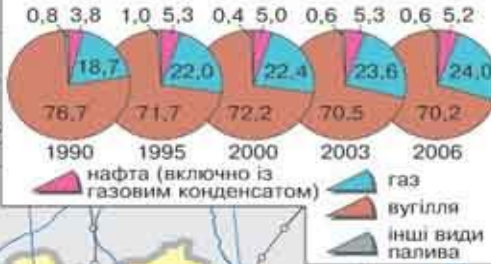 0,8 3,8 1,0 5,3 0,4 5,0 0,6 5,3 0,6 5,2
18,7 22,0 22,4 23,6 24,0
76,7 71,7 72,2 70,5 70,2
1990 1995 2000 2003 2006
нафта (включно із
газовим конденсатом)
газ
вугілля
інші види
палива